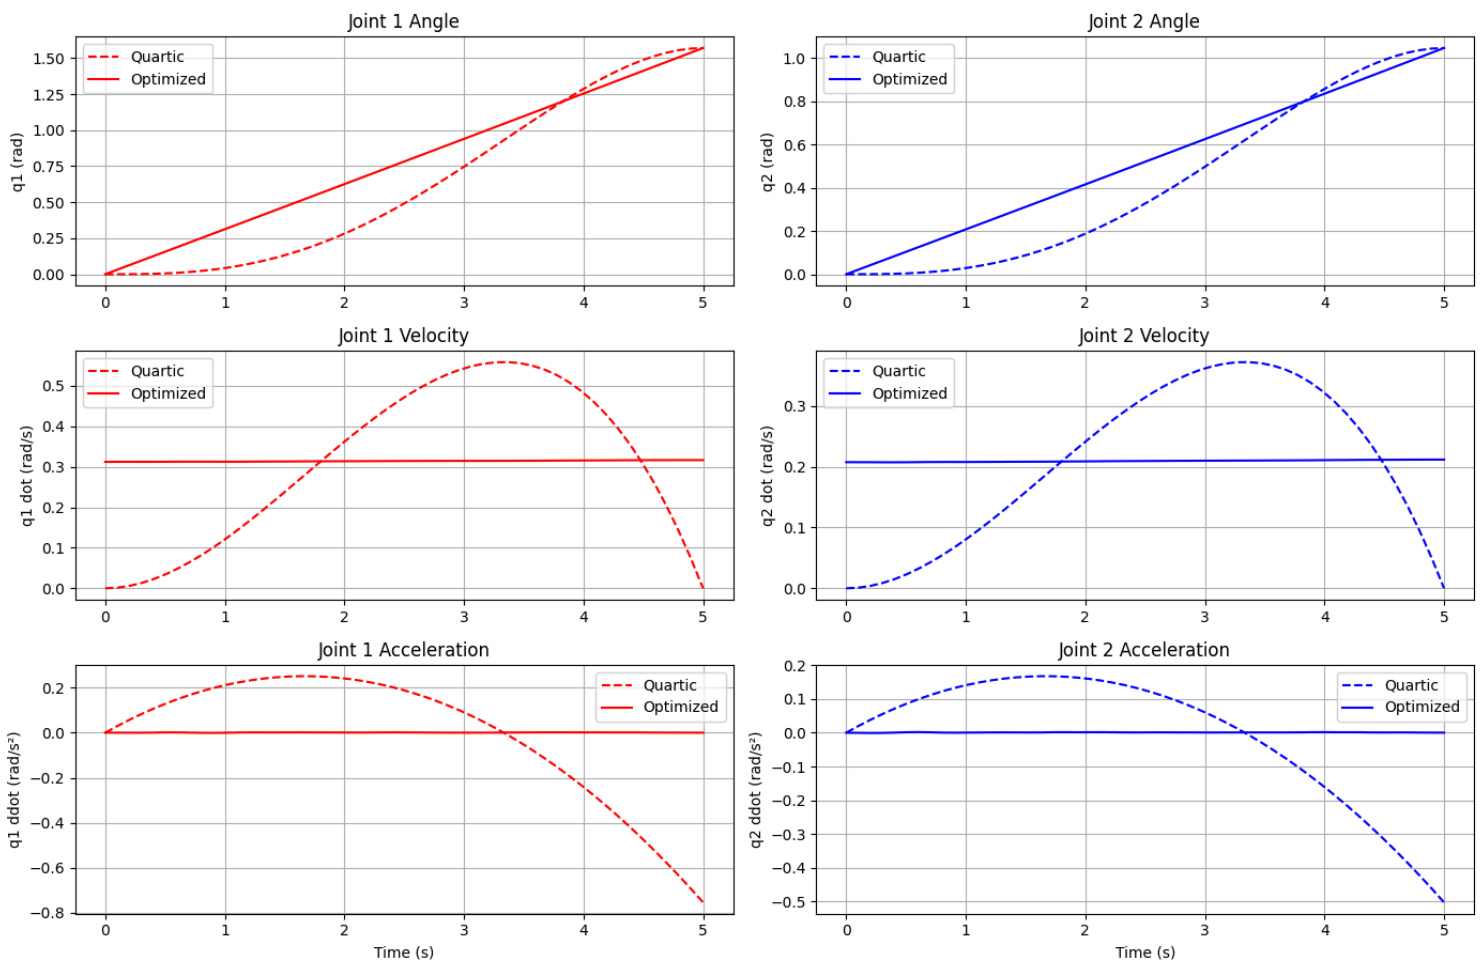 Joint 1 Angle
q1 (rad)
1.50
1.25
1.00
0.75
0.50
0.25
0.00
Quartic
Optimized
0 1 2 3 4 5
Joint 2 Angle
q2 (rad)
1.0
0.8
0.6
0.4
0.2
0.0
Quartic
Optimized
0 1 2 3 4 5
Joint 1 Velocity
q1 dot (rad/s)
0.5
0.4
0.3
0.2
0.1
0.0
Quartic
Optimized
0 1 2 3 4 5
Joint 2 Velocity
q2 dot (rad/s)
0.3
0.2
0.1
0.0
Quartic
Optimized
0 1 2 3 4 5
Joint 1 Acceleration
q1 ddot (rad/s²)
0.2
0.0
−0.2
−0.4
−0.6
−0.8
Quartic
Optimized
0 1 2 3 4 5
Time (s)
Joint 2 Acceleration
q2 ddot (rad/s²)
0.2
0.1
0.0
−0.1
−0.2
−0.3
−0.4
−0.5
Quartic
Optimized
0 1 2 3 4 5
Time (s)